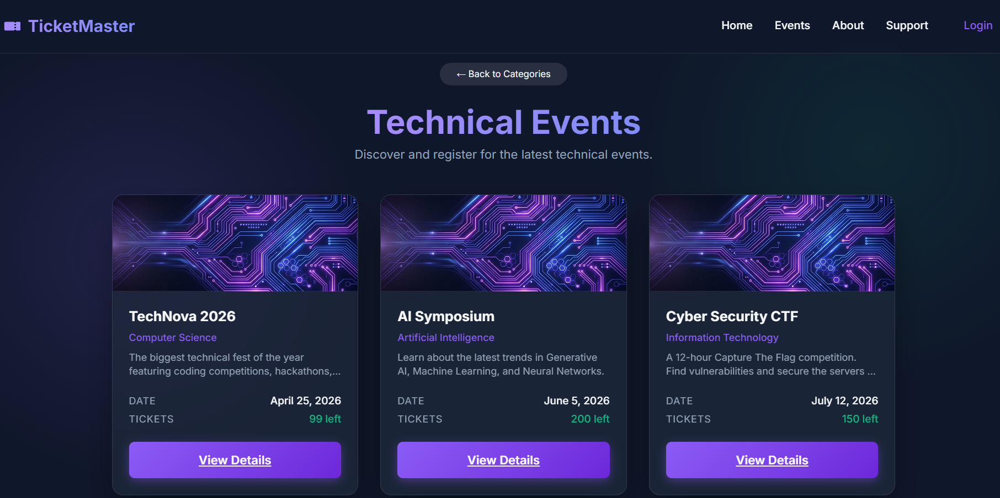 TicketMaster
Home Events About Support Login
← Back to Categories
Technical Events
Discover and register for the latest technical events.
TechNova 2026
Computer Science
The biggest technical fest of the year
featuring coding competitions, hackathons,...
DATE April 25, 2026
TICKETS 99 left
View Details
AI Symposium
Artificial Intelligence
Learn about the latest trends in Generative
AI, Machine Learning, and Neural Networks.
DATE June 5, 2026
TICKETS 200 left
View Details
Cyber Security CTF
Information Technology
A 12-hour Capture The Flag competition.
Find vulnerabilities and secure the servers ...
DATE July 12, 2026
TICKETS 150 left
View Details